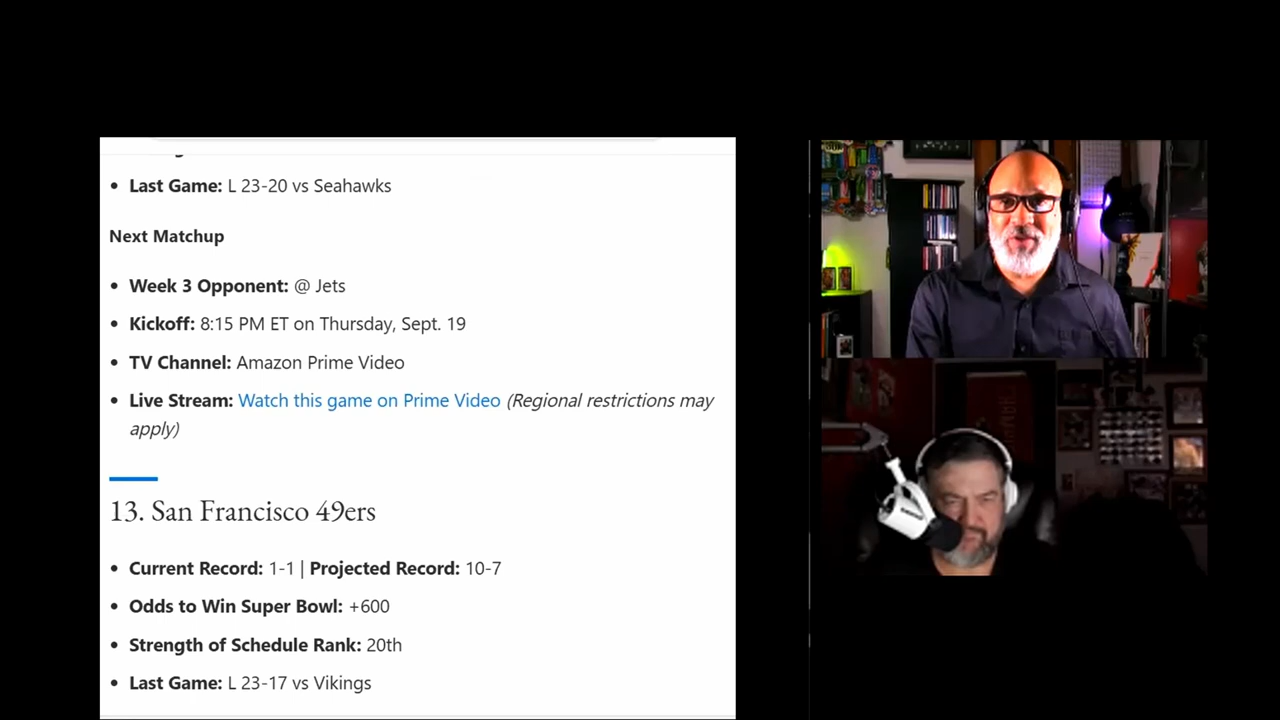 • Last Game: L 23-20 vs Seahawks
Next Matchup
• Week 3 Opponent: @ Jets
• Kickoff: 8:15 PM ET on Thursday, Sept. 19
• TV Channel: Amazon Prime Video
• Live Stream: Watch this game on Prime Video (Regional restrictions may
apply)
13. San Francisco 49ers
• Current Record: 1-1 | Projected Record: 10-7
• Odds to Win Super Bowl: +600
• Strength of Schedule Rank: 20th
• Last Game: L 23-17 vs Vikings